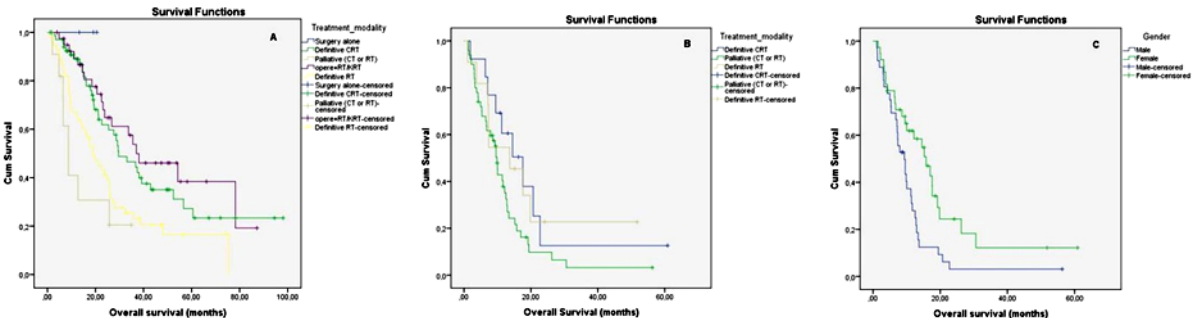 Survival Functions
A
Treatment_modality
Surgery alone
Definitive CRT
Palliative (CT or RT)
opere+RT/KRT
Definitive RT
Surgery alone-censored
Definitive CRT-censored
Palliative (CT or RT)-
censored
opere+RT/KRT-censored
Definitive RT-censored
Cum Survival
1,0
0,8
0,6
0,4
0,2
0,0
,00 20,00 40,00 60,00 80,00 100,00
Overall survival (months)
Survival Functions
B
Treatment_modality
Definitive CRT
Palliative (CT or RT)
Definitive RT
Definitive CRT-censored
Palliative (CT or RT)-
censored
Definitive RT-censored
Cum Survival
1,0
0,8
0,6
0,4
0,2
0,0
,00 20,00 40,00 60,00
Overall Survival (months)
Survival Functions
C
Gender
Male
Female
Male-censored
Female-censored
Cum Survival
1,0
0,8
0,6
0,4
0,2
0,0
,00 20,00 40,00 60,00
Overall survival (months)